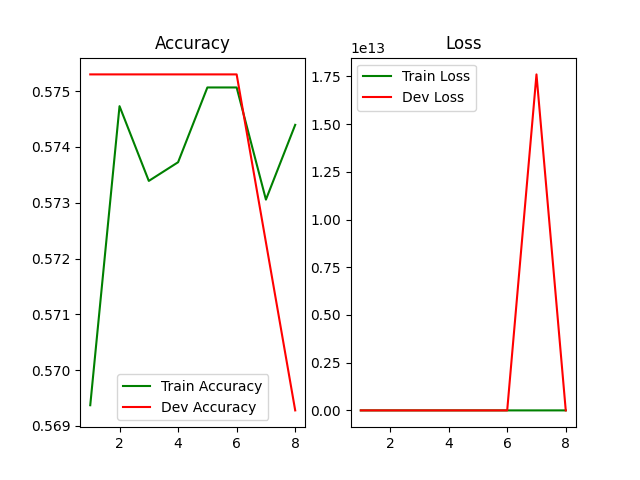 Accuracy
0.575
0.574
0.573
0.572
0.571
0.570
0.569
2 4 6 8
Train Accuracy
Dev Accuracy
Loss
1e13
1.75
1.50
1.25
1.00
0.75
0.50
0.25
0.00
2 4 6 8
Train Loss
Dev Loss